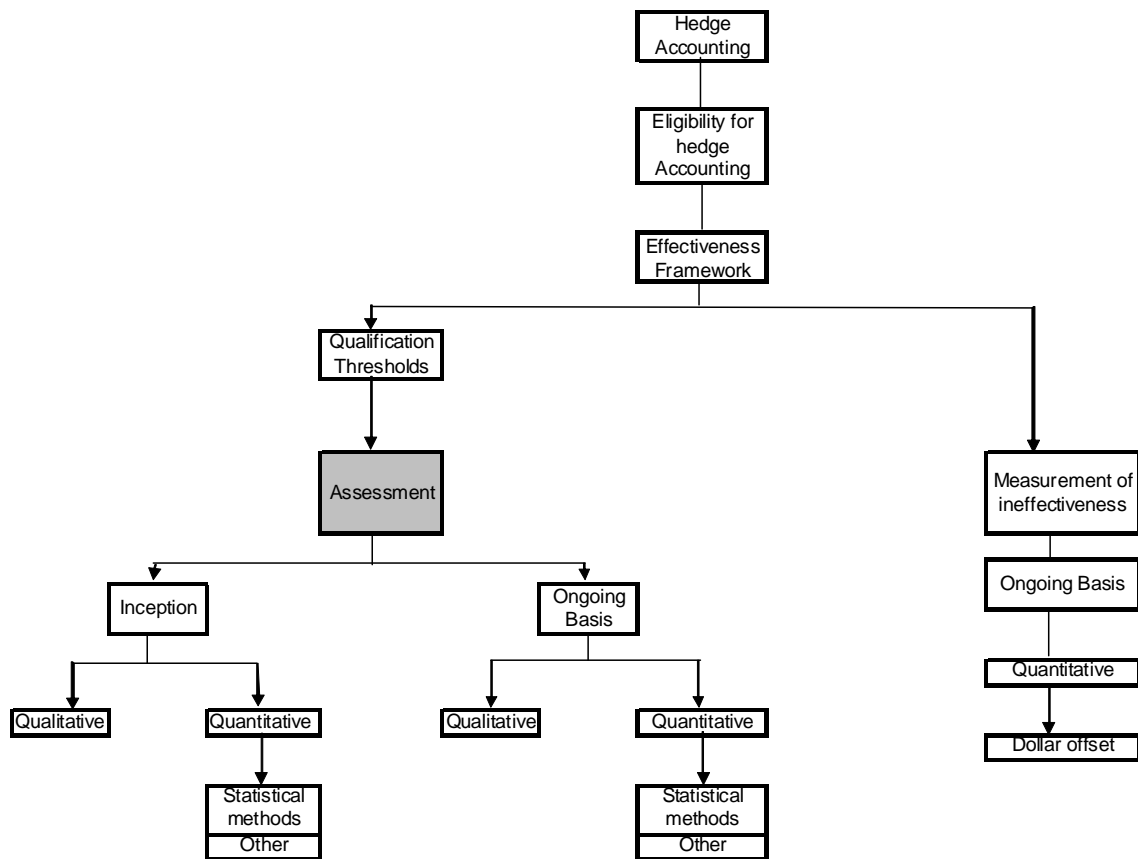 Hedge
Accounting
Eligibility for
hedge
Accounting
Effectiveness
Framework
Qualification
Thresholds
Assessment
Measurement of
ineffectiveness
Inception
Ongoing
Basis
Ongoing Basis
Qualitative
Quantitative
Qualitative
Quantitative
Quantitative
Dollar offset
Statistical
methods
Other
Statistical
methods
Other